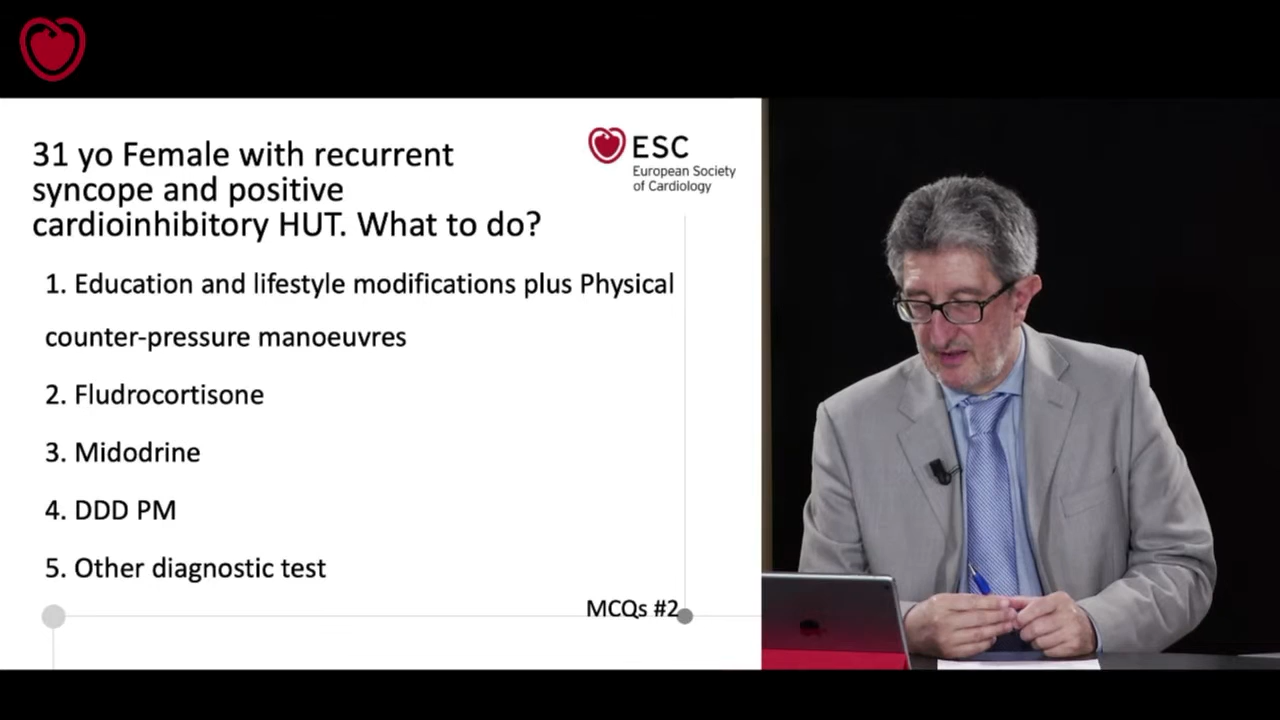 31 yo Female with recurrent
syncope and positive
cardioinhibitory HUT. What to do?
ESC
European Society
of Cardiology
1. Education and lifestyle modifications plus Physical
counter-pressure manoeuvres
2. Fludrocortisone
3. Midodrine
4. DDD PM
5. Other diagnostic test
MCQs #2